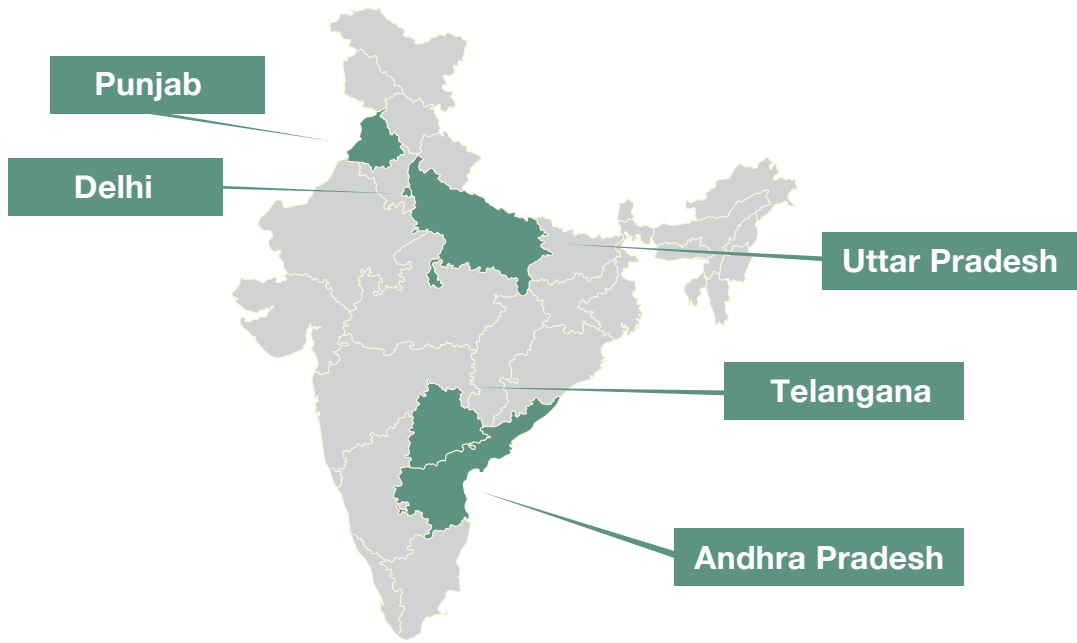 Punjab
Delhi
Uttar Pradesh
Telangana
Andhra Pradesh